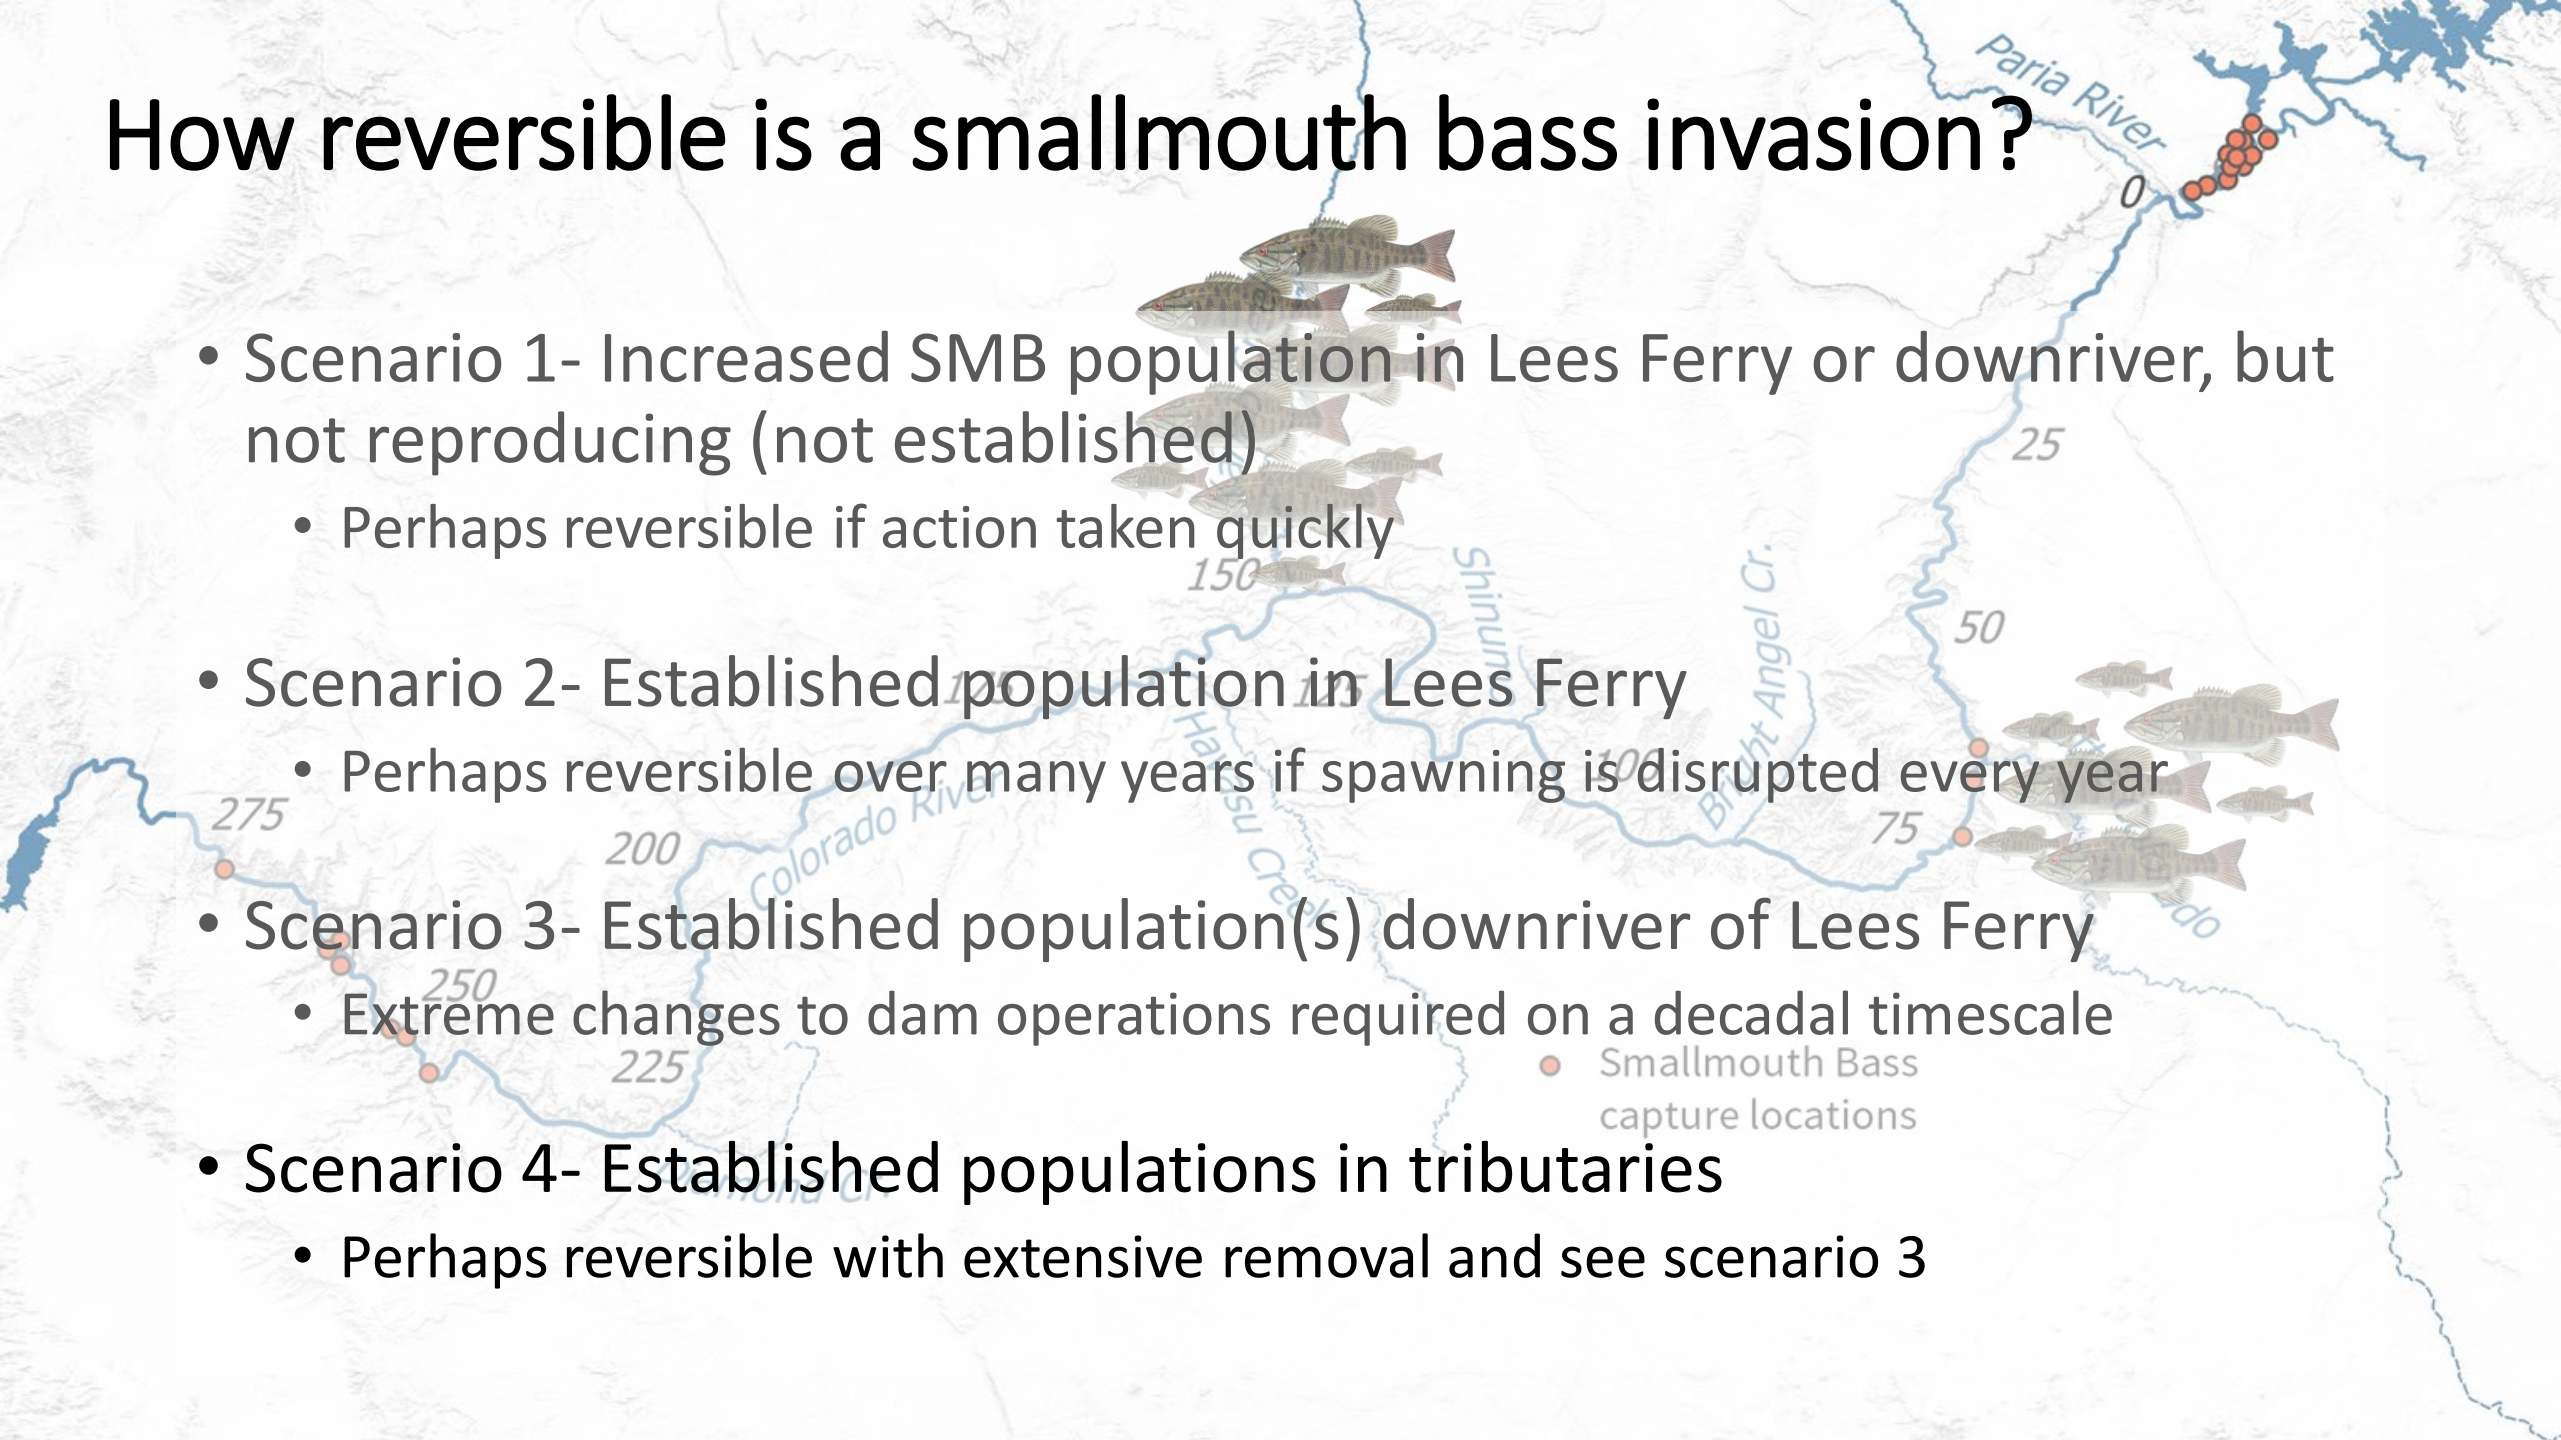 How reversible is a smallmouth bass invasion?
Paria River
0
• Scenario 1- Increased SMB population in Lees Ferry or downriver, but
not reproducing (not established)
25
• Perhaps reversible if action taken quickly
150
Shinumo
Bright Angel Cr.
50
• Scenario 2- Established population in Lees Ferry
175
125
• Perhaps reversible over many years if spawning is disrupted every year
100
Havasu Creek
Colorado River
275
200
75
• Scenario 3- Established population(s) downriver of Lees Ferry
250
• Extreme changes to dam operations required on a decadal timescale
225
Smallmouth Bass
capture locations
• Scenario 4- Established populations in tributaries
Diamond Cr.
• Perhaps reversible with extensive removal and see scenario 3